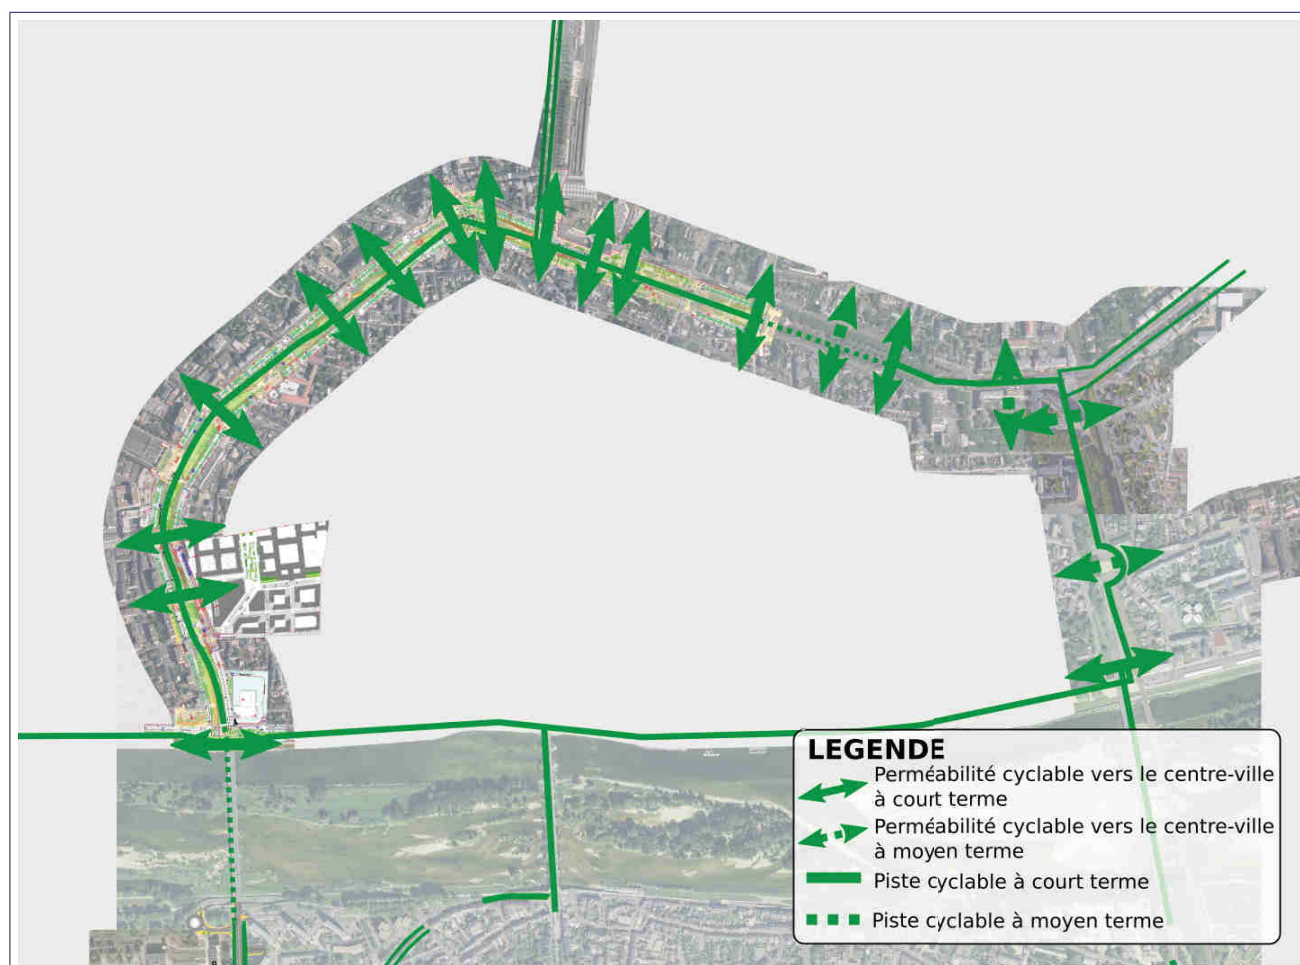 LEGENDE
Perméabilité cyclable vers le centre-ville
à court terme
Perméabilité cyclable vers le centre-ville
à moyen terme
Piste cyclable à court terme
Piste cyclable à moyen terme